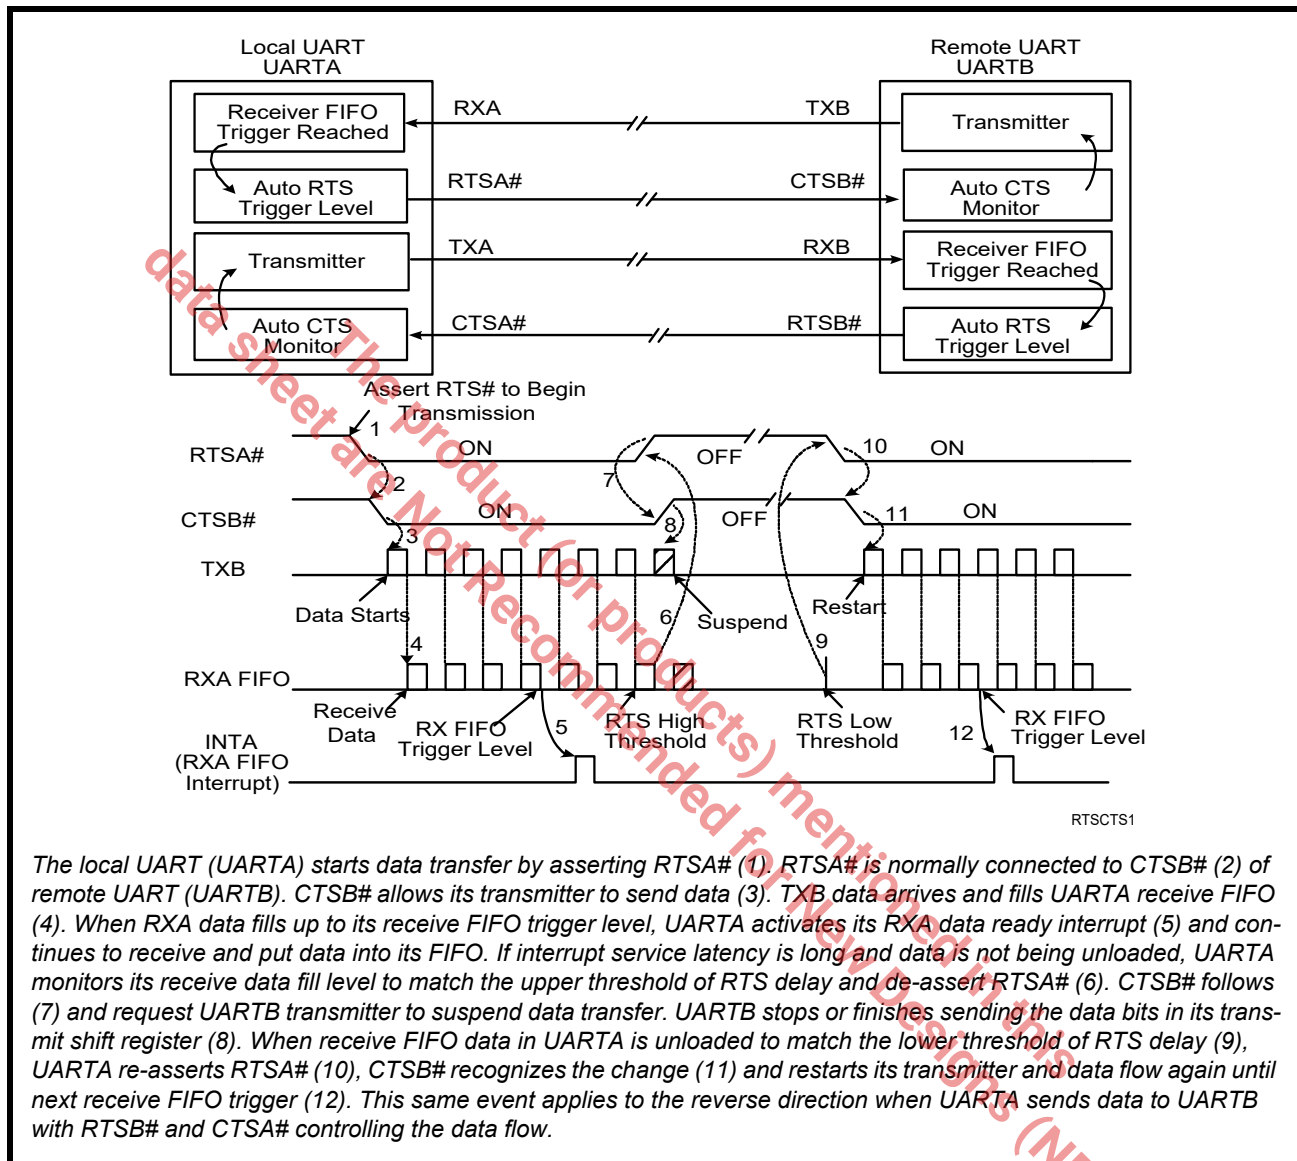 Local UART
UARTA
Remote UART
UARTB
Receiver FIFO
Trigger Reached
RXA
TXB
Transmitter
Auto RTS
Trigger Level
RTSA#
CTSB#
Auto CTS
Monitor
Transmitter
TXA
RXB
Receiver FIFO
Trigger Reached
Auto CTS
Monitor
CTSA#
RTSB#
Auto RTS
Trigger Level
Assert RTS# to Begin
Transmission
RTSA#
1
ON
7
OFF
10
ON
2
CTSB#
ON
8
OFF
11
ON
3
TXB
Data Starts
6
Suspend
Restart
4
9
RXA FIFO
Receive
Data
RX FIFO
Trigger Level
5
RTS High
Threshold
RTS Low
Threshold
12
RX FIFO
Trigger Level
INTA
(RXA FIFO
Interrupt)
RTSCTS1
The local UART (UARTA) starts data transfer by asserting RTSA# (1). RTSA# is normally connected to CTSB# (2) of
remote UART (UARTB). CTSB# allows its transmitter to send data (3). TXB data arrives and fills UARTA receive FIFO
(4). When RXA data fills up to its receive FIFO trigger level, UARTA activates its RXA data ready interrupt (5) and con-
tinues to receive and put data into its FIFO. If interrupt service latency is long and data is not being unloaded, UARTA
monitors its receive data fill level to match the upper threshold of RTS delay and de-assert RTSA# (6). CTSB# follows
(7) and request UARTB transmitter to suspend data transfer. UARTB stops or finishes sending the data bits in its trans-
mit shift register (8). When receive FIFO data in UARTA is unloaded to match the lower threshold of RTS delay (9),
UARTA re-asserts RTSA# (10), CTSB# recognizes the change (11) and restarts its transmitter and data flow again until
next receive FIFO trigger (12). This same event applies to the reverse direction when UARTA sends data to UARTB
with RTSB# and CTSA# controlling the data flow.
The product (or products) mentioned in this
data sheet are Not Recommended for New Designs